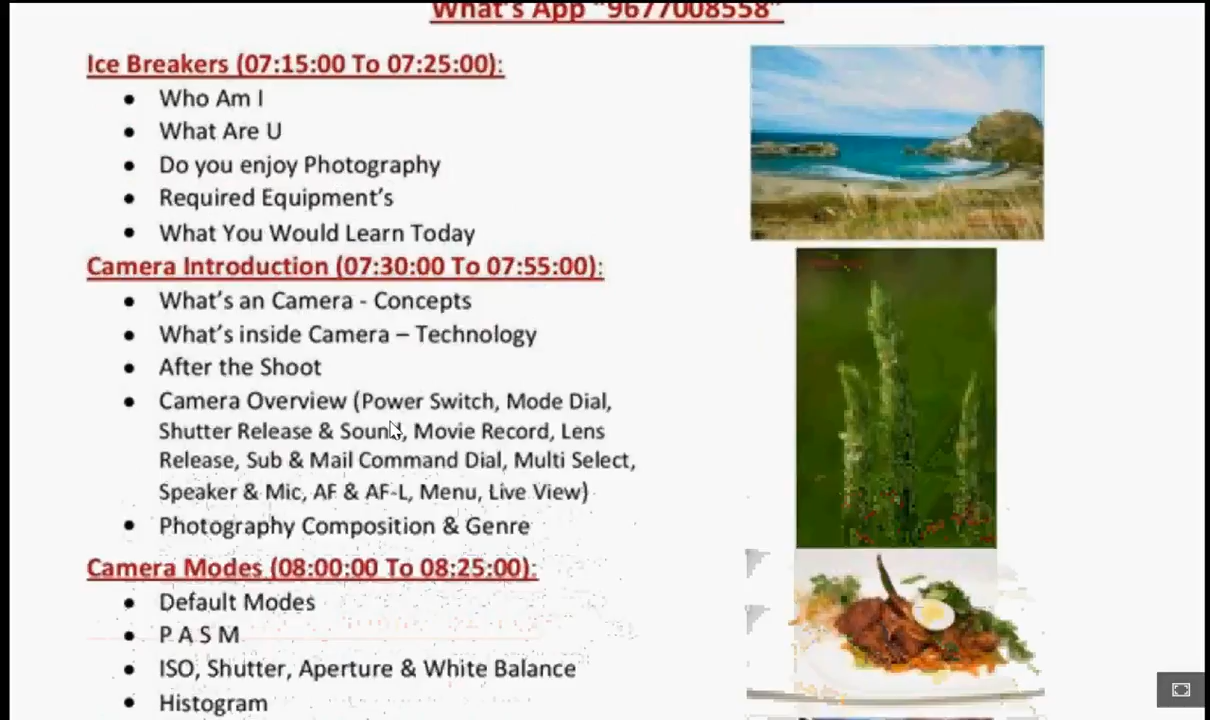 What's App "9677008558"
Ice Breakers (07:15:00 To 07:25:00):
• Who Am I
• What Are U
• Do you enjoy Photography
• Required Equipment's
• What You Would Learn Today
Camera Introduction (07:30:00 To 07:55:00):
• What's an Camera - Concepts
• What's inside Camera – Technology
• After the Shoot
• Camera Overview (Power Switch, Mode Dial,
Shutter Release & Sound, Movie Record, Lens
Release, Sub & Mail Command Dial, Multi Select,
Speaker & Mic, AF & AF-L, Menu, Live View)
• Photography Composition & Genre
Camera Modes (08:00:00 To 08:25:00):
• Default Modes
• P A S M
• ISO, Shutter, Aperture & White Balance
• Histogram